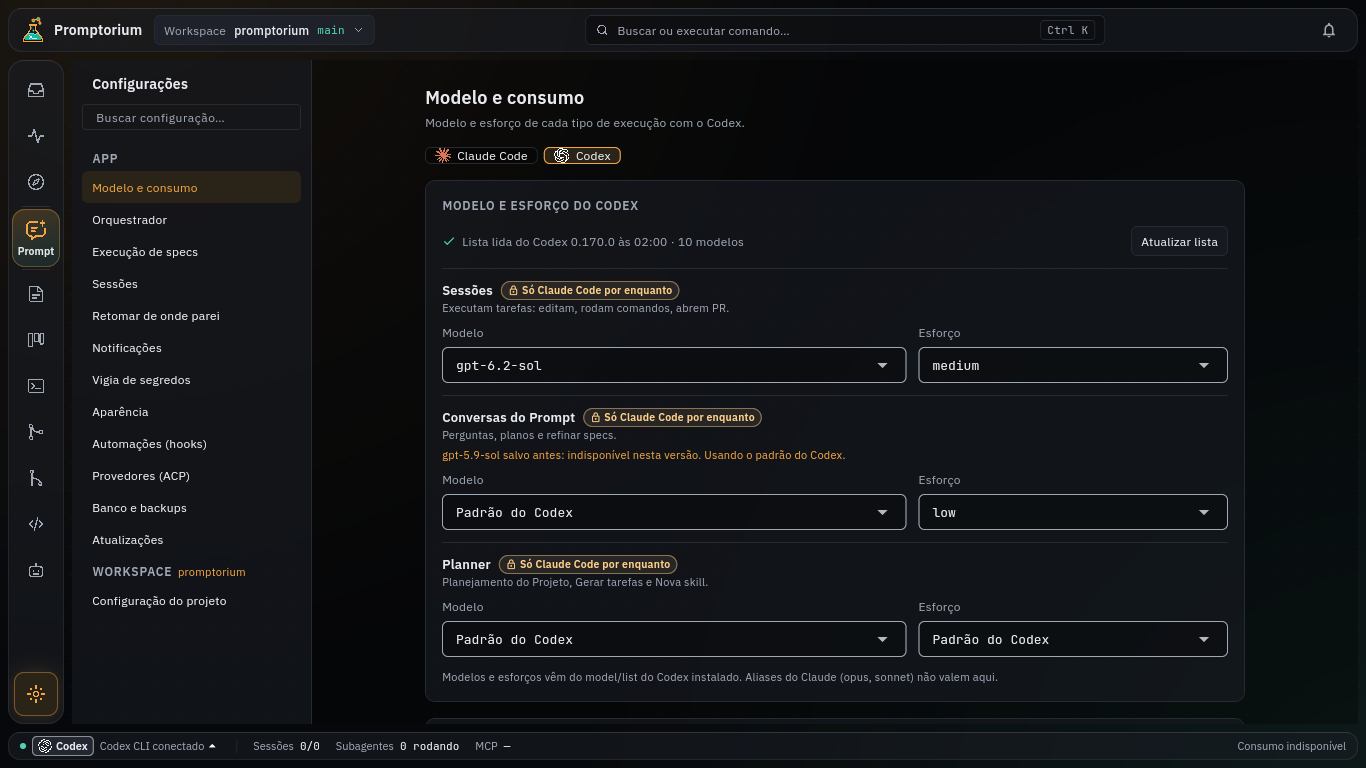 Promptorium
Workspace promptorium main
Buscar ou executar comando...
Ctrl K
Prompt
Configurações
Buscar configuração...
APP
Modelo e consumo
Orquestrador
Execução de specs
Sessões
Retomar de onde parei
Notificações
Vigia de segredos
Aparência
Automações (hooks)
Provedores (ACP)
Banco e backups
Atualizações
WORKSPACE promptorium
Configuração do projeto
Modelo e consumo
Modelo e esforço de cada tipo de execução com o Codex.
Claude Code
Codex
MODELO E ESFORÇO DO CODEX
Lista lida do Codex 0.170.0 às 02:00 · 10 modelos
Atualizar lista
Sessões Só Claude Code por enquanto
Executam tarefas: editam, rodam comandos, abrem PR.
Modelo Esforço
gpt-6.2-sol medium
Conversas do Prompt Só Claude Code por enquanto
Perguntas, planos e refinar specs.
gpt-5.9-sol salvo antes: indisponível nesta versão. Usando o padrão do Codex.
Modelo Esforço
Padrão do Codex low
Planner Só Claude Code por enquanto
Planejamento do Projeto, Gerar tarefas e Nova skill.
Modelo Esforço
Padrão do Codex Padrão do Codex
Modelos e esforços vêm do model/list do Codex instalado. Aliases do Claude (opus, sonnet) não valem aqui.
Codex Codex CLI conectado Sessões 0/0 Subagentes 0 rodando MCP — Consumo indisponível